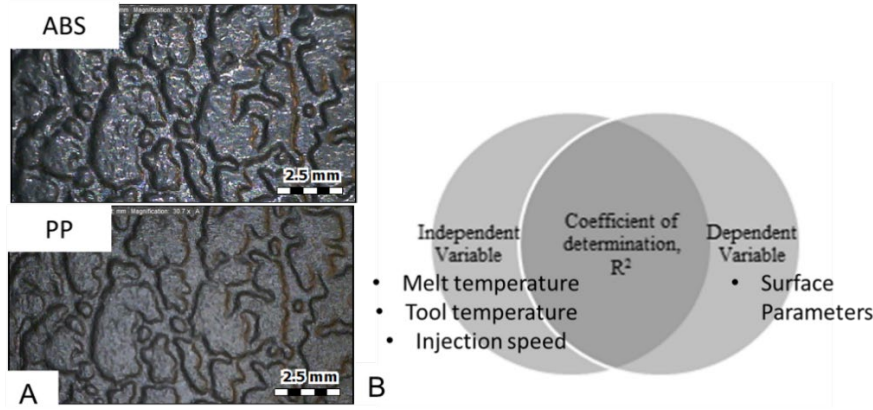 ABS
mm Magnification 32.8 x A
2.5 mm
PP
mm Magnification 30.7 x A
2.5 mm
A
Independent
Variable
• Melt temperature
• Tool temperature
• Injection speed
Coefficient of
determination,
R²
Dependent
Variable
• Surface
Parameters
B